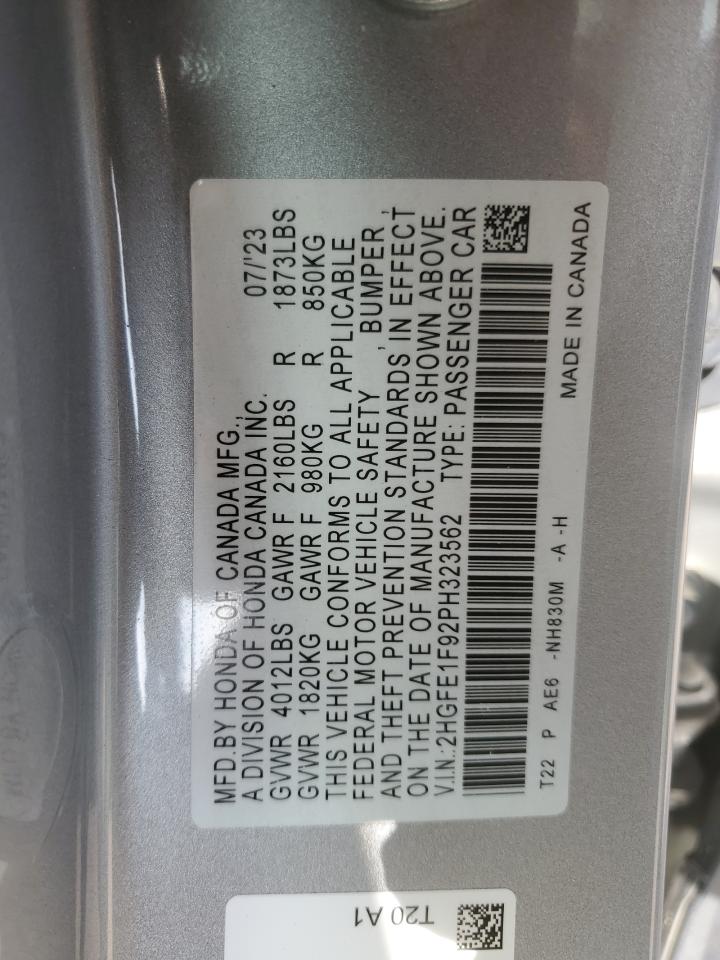 MFD.BY HONDA OF CANADA MFG.,
A DIVISION OF HONDA CANADA INC. 07/'23
GVWR 4012LBS GAWR F 2160LBS R 1873LBS
GVWR 1820KG GAWR F 980KG R 850KG
THIS VEHICLE CONFORMS TO ALL APPLICABLE
FEDERAL MOTOR VEHICLE SAFETY , BUMPER ,
AND THEFT PREVENTION STANDARDS IN EFFECT
ON THE DATE OF MANUFACTURE SHOWN ABOVE.
V.I.N.:2HGFE1F92PH323562 TYPE: PASSENGER CAR
T22 P AE6 -NH830M -A -H MADE IN CANADA
T20 A1